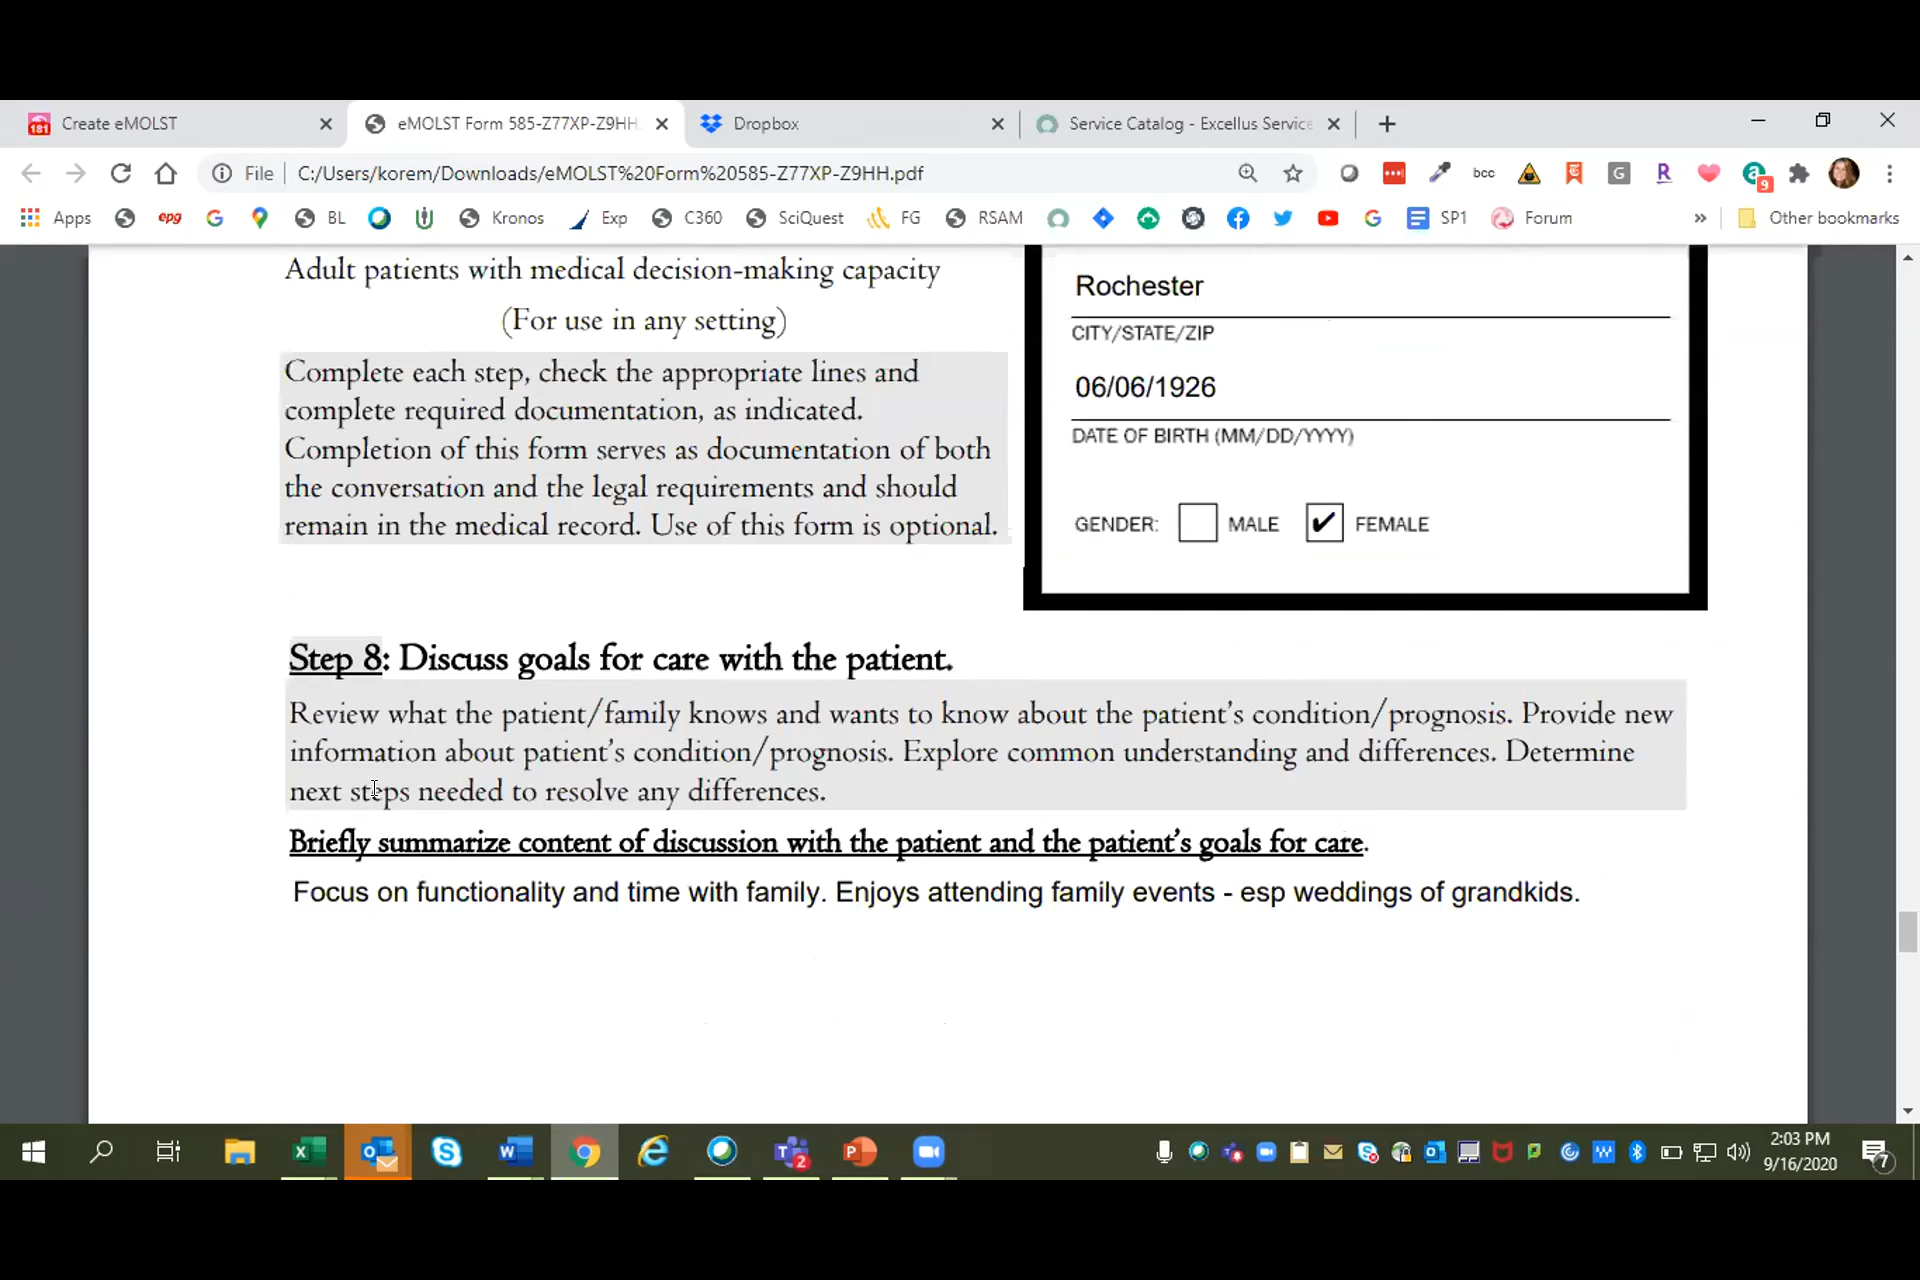 Create eMOLST
eMOLST Form 585-Z77XP-Z9HH
Dropbox
Service Catalog - Excellus Service
File C:/Users/korem/Downloads/eMOLST%20Form%20585-Z77XP-Z9HH.pdf
bcc
G
R
a
9
Apps
epg
BL
Kronos
Exp
C360
SciQuest
FG
RSAM
SP1
Forum
» Other bookmarks
Adult patients with medical decision-making capacity
(For use in any setting)
Complete each step, check the appropriate lines and
complete required documentation, as indicated.
Completion of this form serves as documentation of both
the conversation and the legal requirements and should
remain in the medical record. Use of this form is optional.
Rochester
CITY/STATE/ZIP
06/06/1926
DATE OF BIRTH (MM/DD/YYYY)
GENDER: MALE ✔ FEMALE
Step 8: Discuss goals for care with the patient.
Review what the patient/family knows and wants to know about the patient’s condition/prognosis. Provide new
information about patient’s condition/prognosis. Explore common understanding and differences. Determine
next steps needed to resolve any differences.
Briefly summarize content of discussion with the patient and the patient’s goals for care.
Focus on functionality and time with family. Enjoys attending family events - esp weddings of grandkids.
2:03 PM
9/16/2020
7